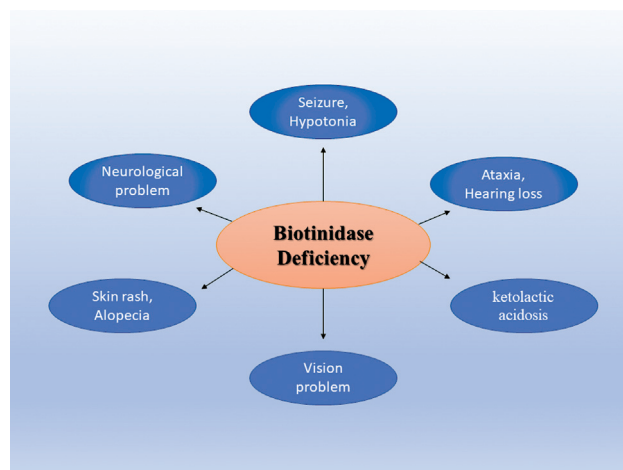 Seizure,
Hypotonia
Neurological
problem
Ataxia,
Hearing loss
Biotinidase
Deficiency
Skin rash,
Alopecia
ketolactic
acidosis
Vision
problem